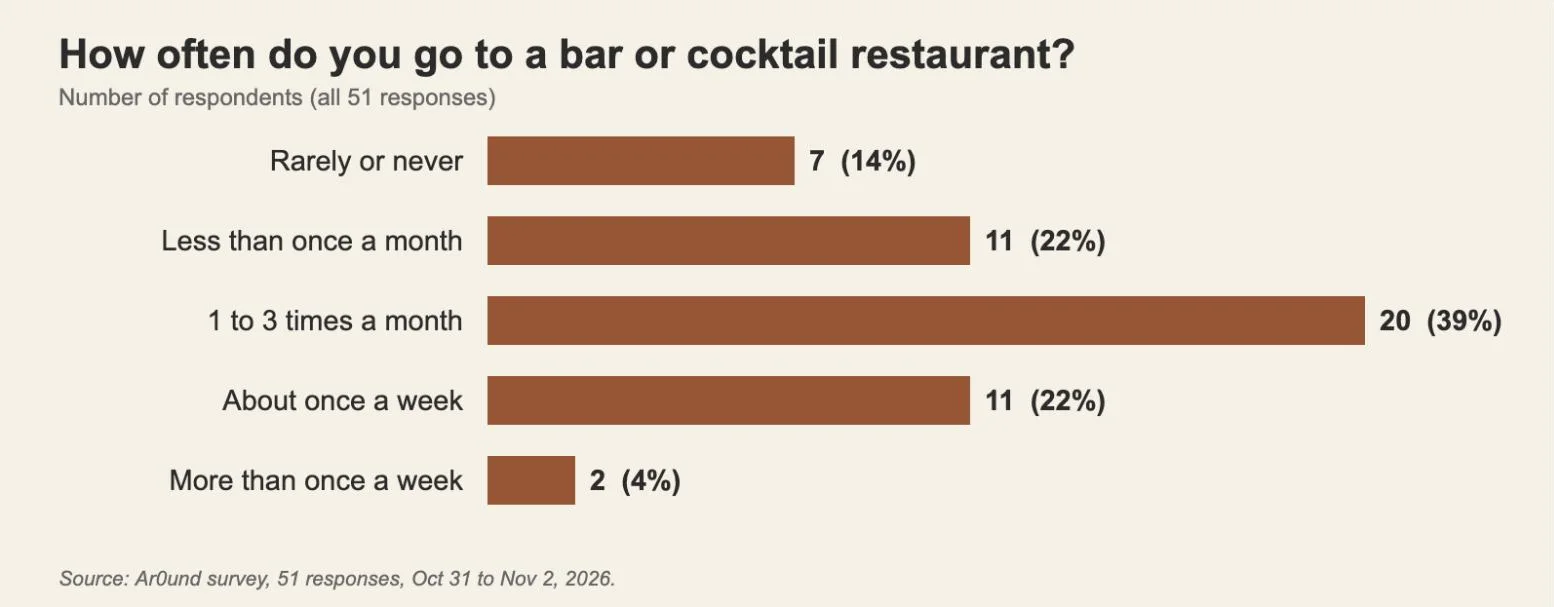 How often do you go to a bar or cocktail restaurant?
Number of respondents (all 51 responses)
Rarely or never 7 (14%)
Less than once a month 11 (22%)
1 to 3 times a month 20 (39%)
About once a week 11 (22%)
More than once a week 2 (4%)
Source: Ar0und survey, 51 responses, Oct 31 to Nov 2, 2026.